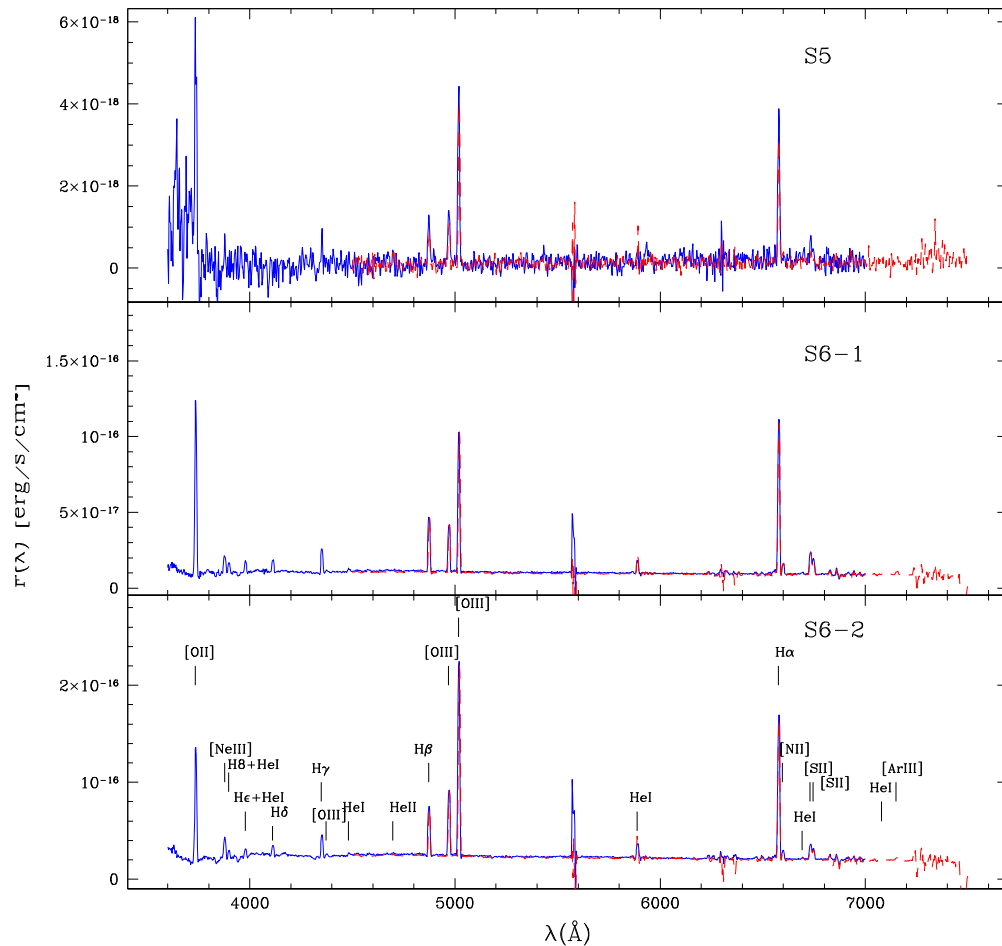 S5
6×10⁻¹⁸
4×10⁻¹⁸
2×10⁻¹⁸
0
S6−1
1.5×10⁻¹⁶
10⁻¹⁶
5×10⁻¹⁷
0
S6−2
2×10⁻¹⁶
10⁻¹⁶
0
[OII]
[OIII]
[OIII]
Hα
[NeIII]
H8+HeI
Hε+HeI
Hδ
Hγ
[OIII]
HeI
HeII
Hβ
HeI
[NII]
[SII]
[SII]
HeI
HeI
[ArIII]
4000 5000 6000 7000
λ(Å)
r(λ) [erg/s/cm²]